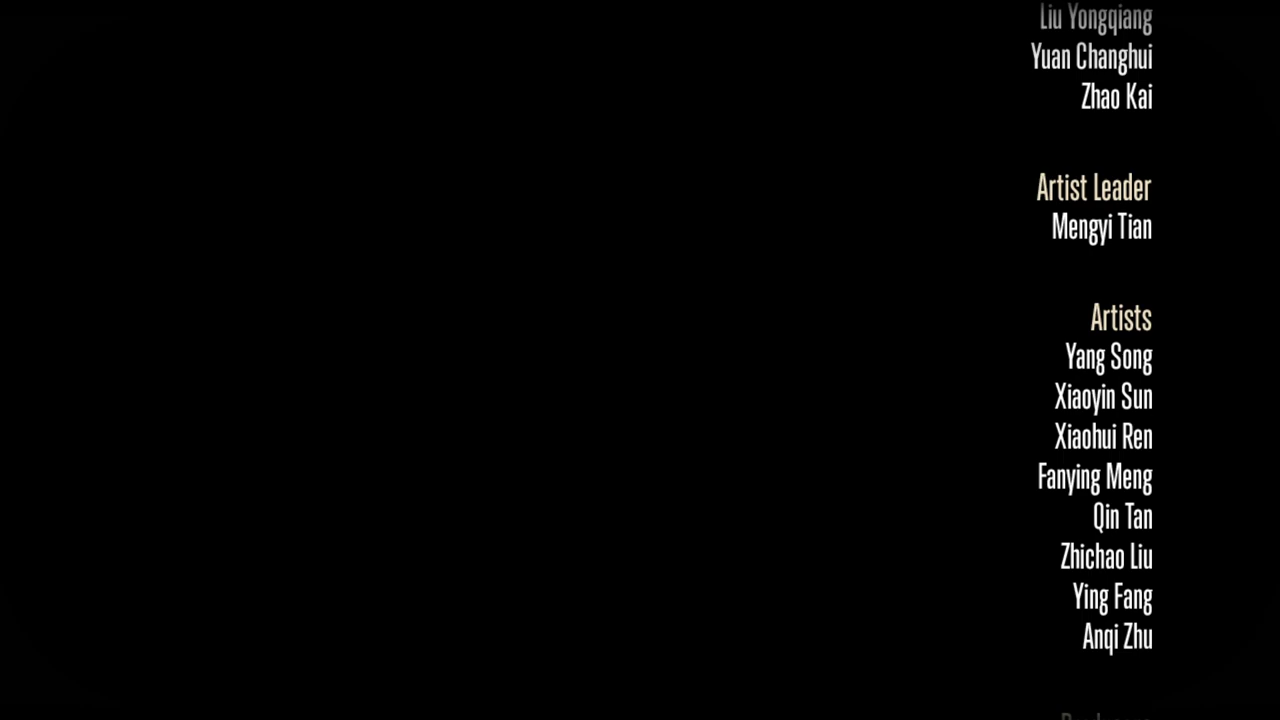 Liu Yongqiang
Yuan Changhui
Zhao Kai
Artist Leader
Mengyi Tian
Artists
Yang Song
Xiaoyin Sun
Xiaohui Ren
Fanying Meng
Qin Tan
Zhichao Liu
Ying Fang
Anqi Zhu